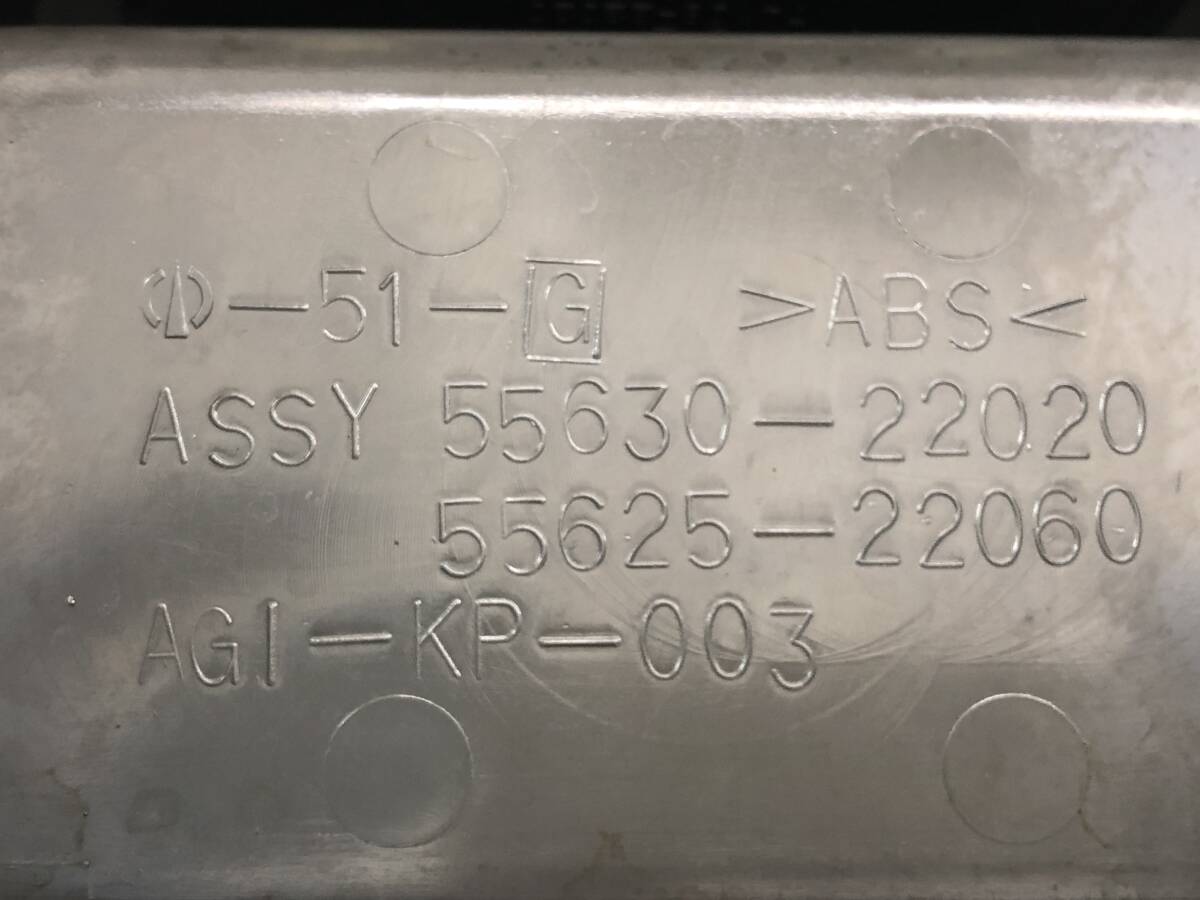 -51-G >ABS<
ASSY 55630-22020
55625-22060
AGI-KP-003